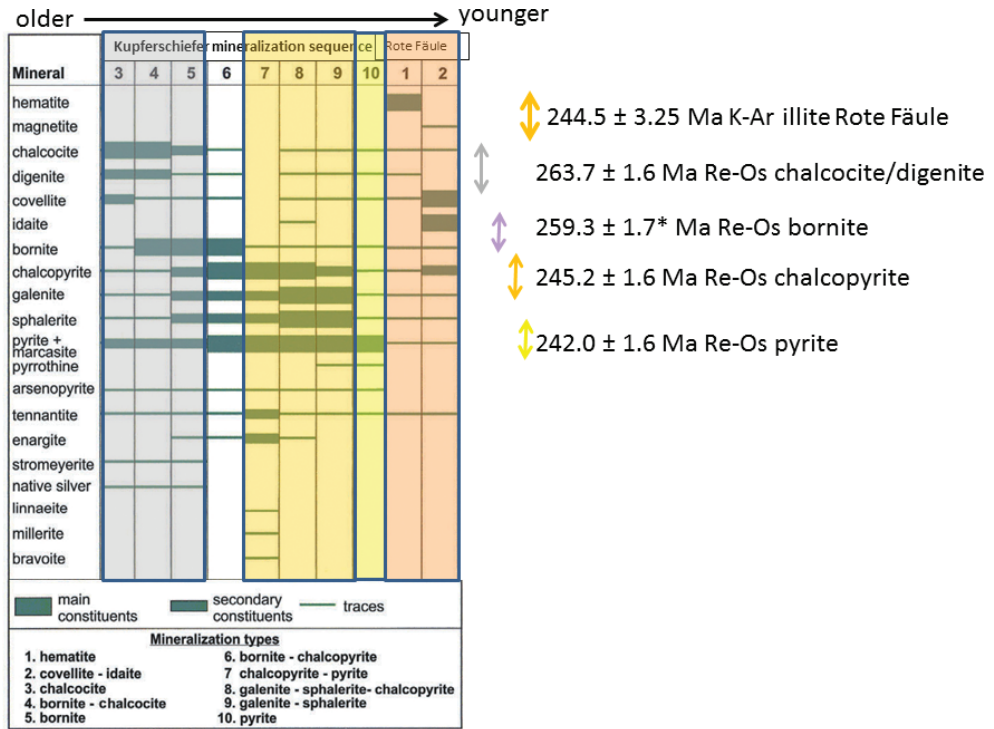 older
younger
Kupferschiefer mineralization sequence
Rote Fäule
Mineral 3 4 5 6 7 8 9 10 1 2
hematite
magnetite
chalcocite
digenite
covellite
idaite
bornite
chalcopyrite
galenite
sphalerite
pyrite +
marcasite
pyrrothine
arsenopyrite
tennantite
enargite
stromeyerite
native silver
linnaeite
millerite
bravoite
244.5 ± 3.25 Ma K-Ar illite Rote Fäule
263.7 ± 1.6 Ma Re-Os chalcocite/digenite
259.3 ± 1.7* Ma Re-Os bornite
245.2 ± 1.6 Ma Re-Os chalcopyrite
242.0 ± 1.6 Ma Re-Os pyrite
main
constituents
secondary
constituents
traces
Mineralization types
1. hematite
2. covellite - idaite
3. chalcocite
4. bornite - chalcocite
5. bornite
6. bornite - chalcopyrite
7 chalcopyrite - pyrite
8. galenite - sphalerite- chalcopyrite
9. galenite - sphalerite
10. pyrite